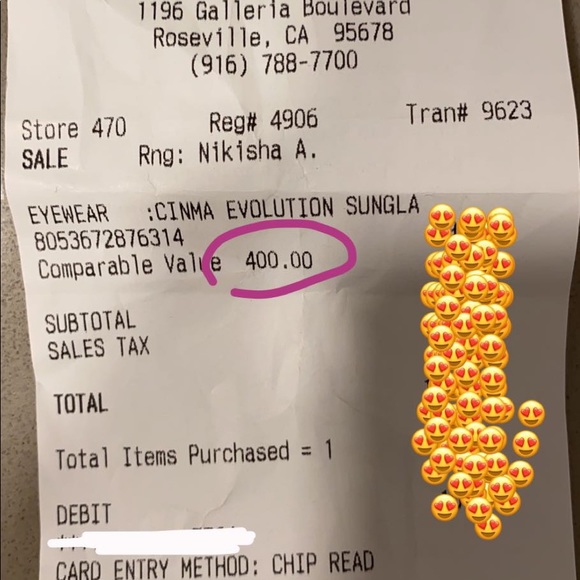 1196 Galleria Boulevard
Roseville, CA 95678
(916) 788-7700
Store 470 Reg# 4906 Tran# 9623
SALE Rng: Nikisha A.
EYEWEAR :CINMA EVOLUTION SUNGLA
8053672876314
Comparable Value 400.00
SUBTOTAL
SALES TAX
TOTAL
Total Items Purchased = 1
DEBIT
CARD ENTRY METHOD: CHIP READ